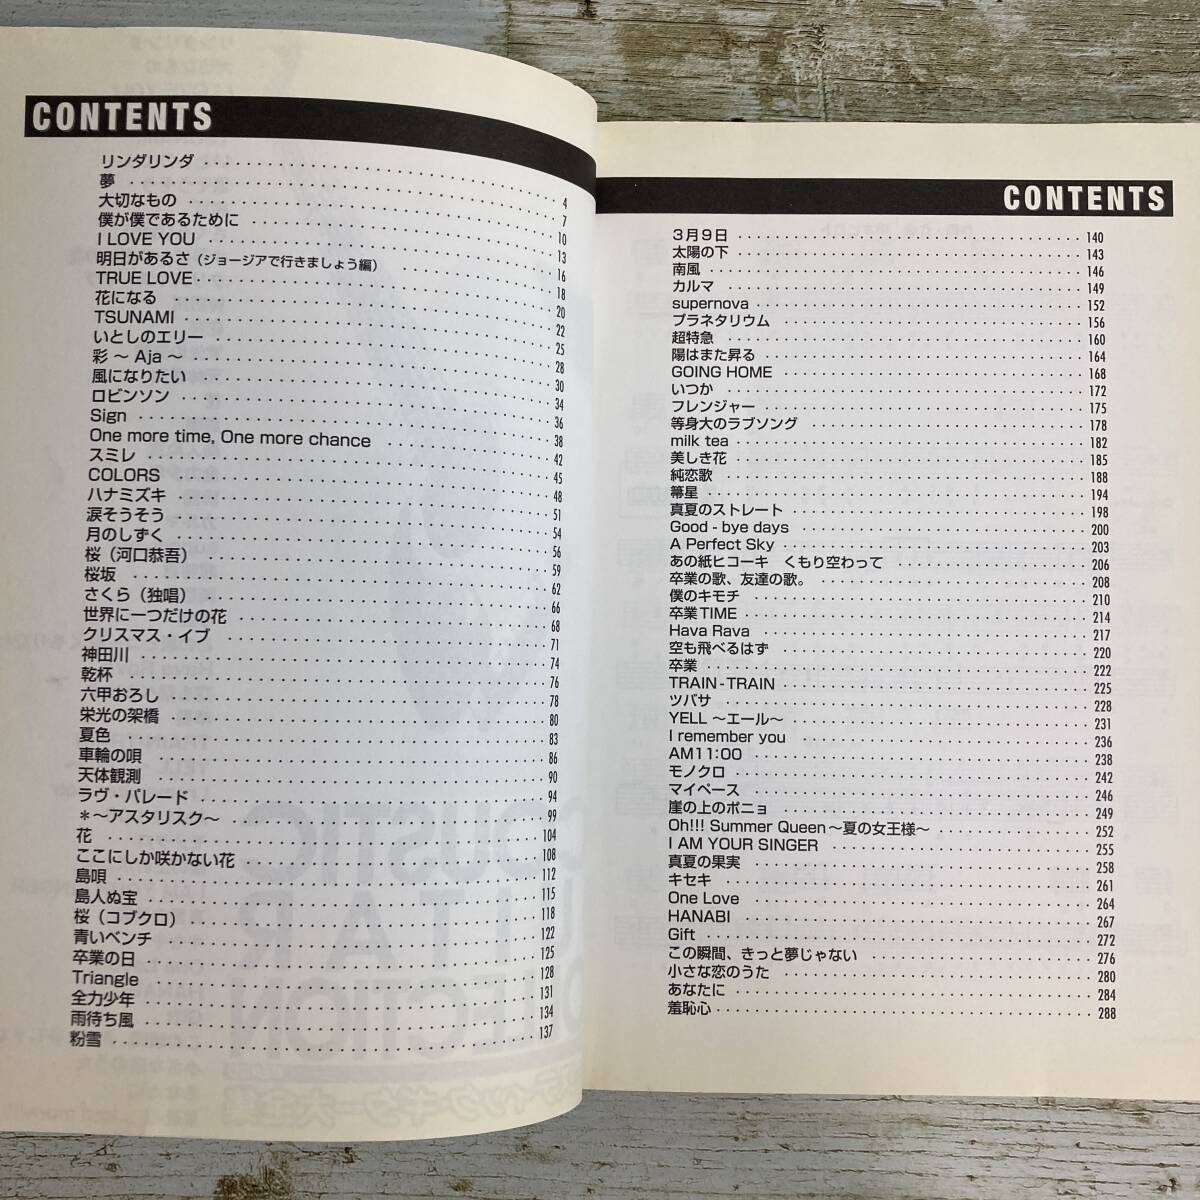 CONTENTS
リンダリンダ 4
夢 7
大切なもの 10
僕が僕であるために 13
I LOVE YOU 16
明日があるさ（ジョージアで行きましょう編） 18
TRUE LOVE 20
花になる 22
TSUNAMI 25
いとしのエリー 28
彩 ～ Aja ～ 30
風になりたい 34
ロビンソン 36
Sign 38
One more time, One more chance 42
スミレ 45
COLORS 48
ハナミズキ 51
涙そうそう 54
月のしずく 56
桜（河口恭吾） 59
桜坂 62
さくら（独唱） 66
世界に一つだけの花 68
クリスマス・イブ 71
神田川 74
乾杯 76
六甲おろし 78
栄光の架橋 80
夏色 83
車輪の唄 86
天体観測 90
ラヴ・パレード 94
＊～アスタリスク～ 99
花 104
ここにしか咲かない花 108
島唄 112
島人ぬ宝 115
桜（コブクロ） 118
青いベンチ 122
卒業の日 125
Triangle 128
全力少年 131
雨待ち風 134
粉雪 137
CONTENTS
３月９日 140
太陽の下 143
南風 146
カルマ 149
supernova 152
プラネタリウム 156
超特急 160
陽はまた昇る 164
GOING HOME 168
いつか 172
フレンジャー 175
等身大のラブソング 178
milk tea 182
美しき花 185
純恋歌 188
箒星 194
真夏のストレート 198
Good - bye days 200
A Perfect Sky 203
あの紙ヒコーキ　くもり空わって 206
卒業の歌、友達の歌。 208
僕のキモチ 210
卒業TIME 214
Hava Rava 217
空も飛べるはず 220
卒業 222
TRAIN-TRAIN 225
ツバサ 228
YELL ～エール～ 231
I remember you 236
AM11:00 238
モノクロ 242
マイペース 246
崖の上のポニョ 249
Oh!!! Summer Queen～夏の女王様～ 252
I AM YOUR SINGER 255
真夏の果実 258
キセキ 261
One Love 264
HANABI 267
Gift 272
この瞬間、きっと夢じゃない 276
小さな恋のうた 280
あなたに 284
羞恥心 288